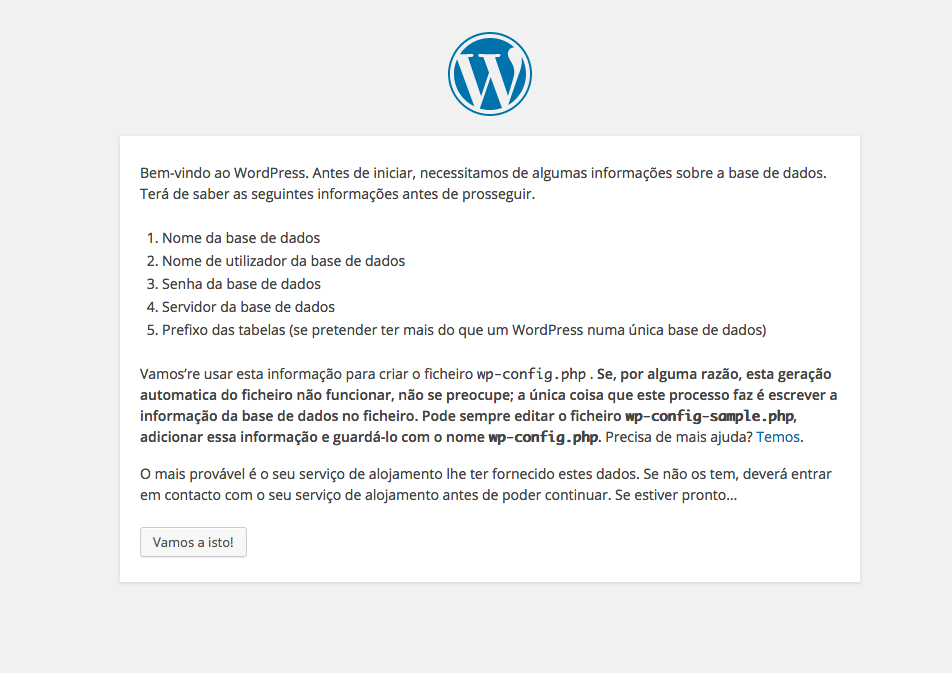 Bem-vindo ao WordPress. Antes de iniciar, necessitamos de algumas informações sobre a base de dados.
Terá de saber as seguintes informações antes de prosseguir.
1. Nome da base de dados
2. Nome de utilizador da base de dados
3. Senha da base de dados
4. Servidor da base de dados
5. Prefixo das tabelas (se pretender ter mais do que um WordPress numa única base de dados)
Vamos’re usar esta informação para criar o ficheiro wp-config.php . Se, por alguma razão, esta geração
automatica do ficheiro não funcionar, não se preocupe; a única coisa que este processo faz é escrever a
informação da base de dados no ficheiro. Pode sempre editar o ficheiro wp-config-sample.php,
adicionar essa informação e guardá-lo com o nome wp-config.php. Precisa de mais ajuda? Temos.
O mais provável é o seu serviço de alojamento lhe ter fornecido estes dados. Se não os tem, deverá entrar
em contacto com o seu serviço de alojamento antes de poder continuar. Se estiver pronto…
Vamos a isto!